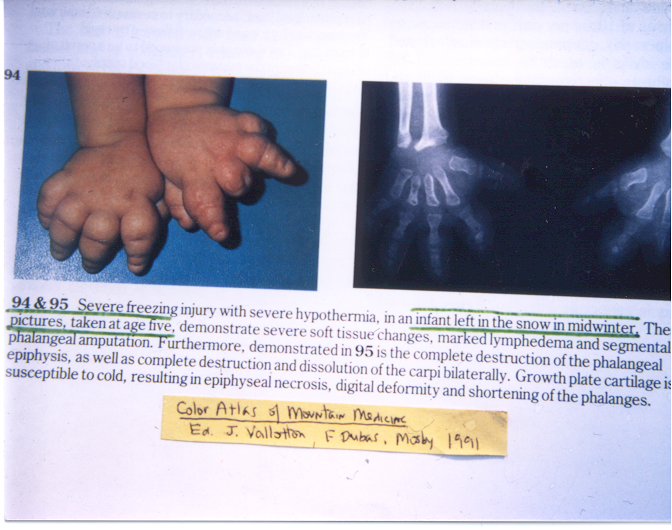 94
94 & 95 Severe freezing injury with severe hypothermia, in an infant left in the snow in midwinter. The
pictures, taken at age five, demonstrate severe soft tissue changes, marked lymphedema and segmental
phalangeal amputation. Furthermore, demonstrated in 95 is the complete destruction of the phalangeal
epiphysis, as well as complete destruction and dissolution of the carpi bilaterally. Growth plate cartilage is
susceptible to cold, resulting in epiphyseal necrosis, digital deformity and shortening of the phalanges.
Color Atlas of Mountain Medicine
Ed. J. Vallotton, F Dubas, Mosby 1991